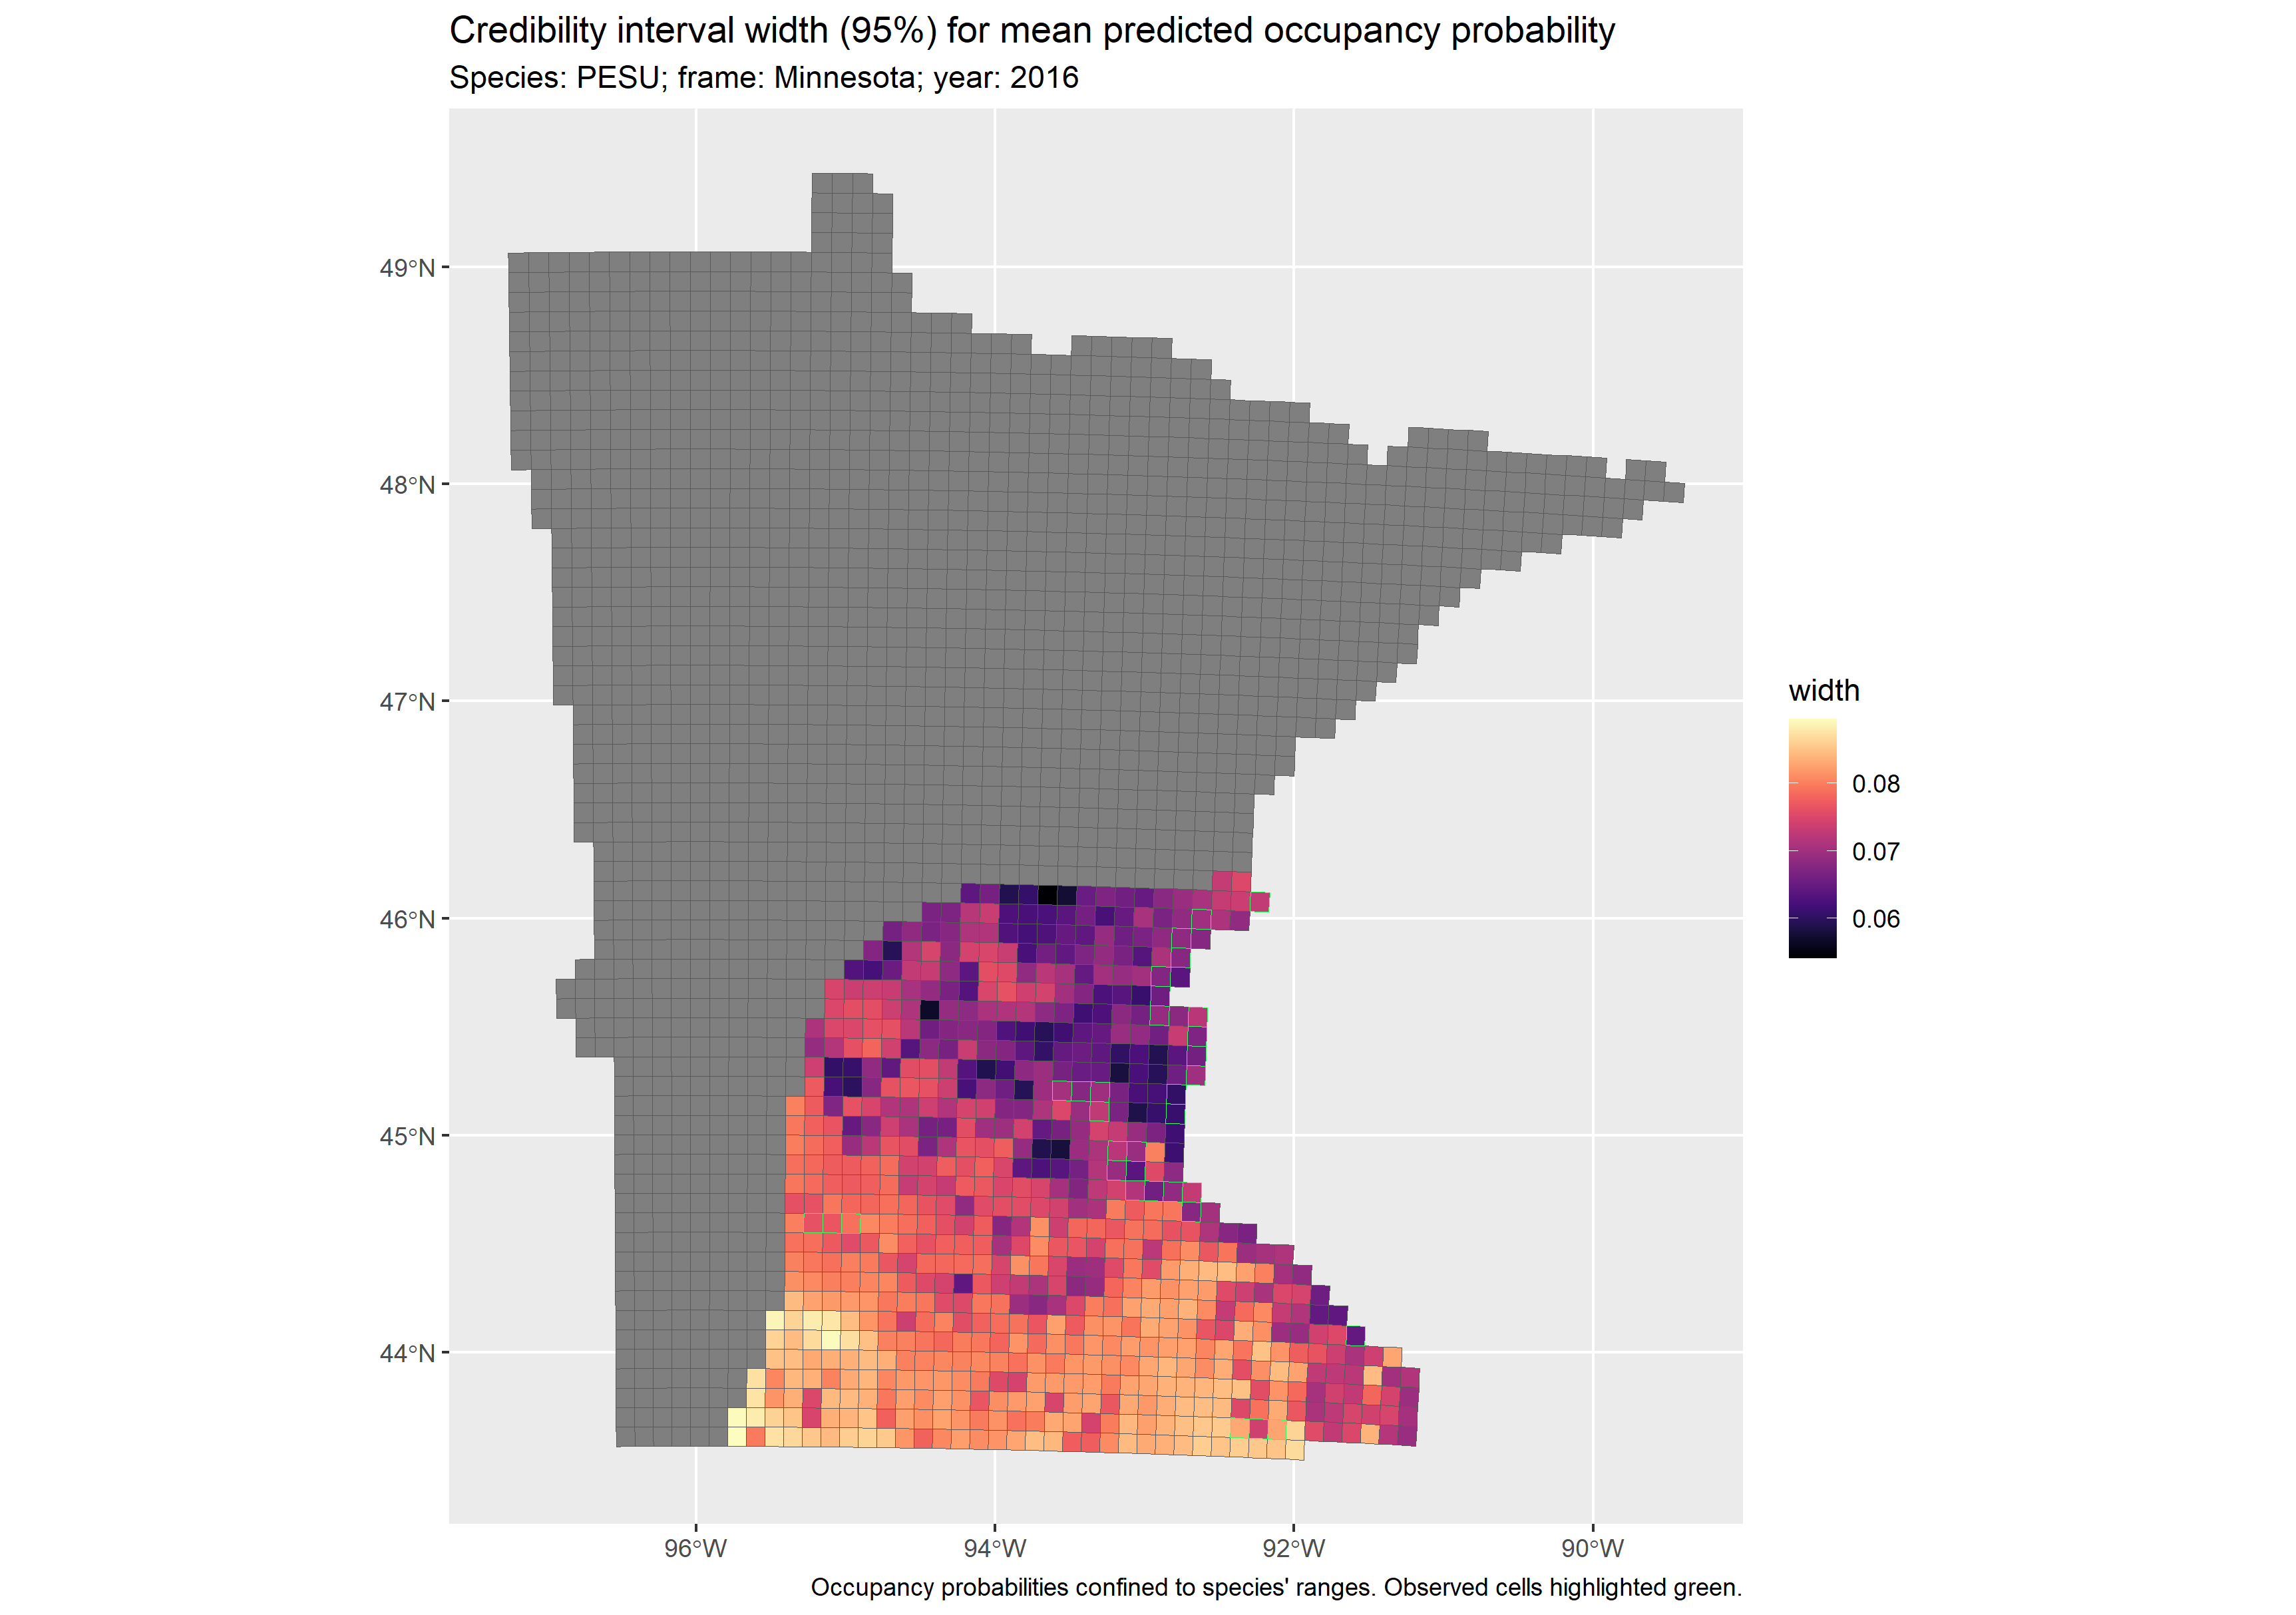 Credibility interval width (95%) for mean predicted occupancy probability
Species: PESU; frame: Minnesota; year: 2016
49°N
48°N
47°N
46°N
45°N
44°N
96°W
94°W
92°W
90°W
width
0.08
0.07
0.06
Occupancy probabilities confined to species' ranges. Observed cells highlighted green.